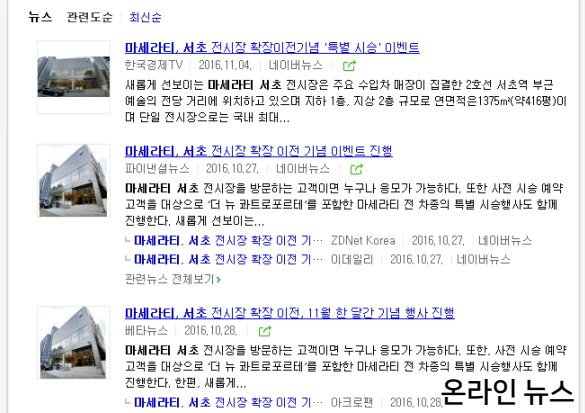 뉴스 관련도순 최신순
마세라티, 서초 전시장 확장이전기념 '특별 시승' 이벤트
한국경제TV 2016.11.04. 네이버뉴스
새롭게 선보이는 마세라티 서초 전시장은 주요 수입차 매장이 집결한 2호선 서초역 부근
예술의 전당 거리에 위치하고 있으며 지하 1층, 지상 2층 규모로 연면적은1375㎡(약416평)이
며 단일 전시장으로는 국내 최대...
마세라티, 서초 전시장 확장 이전 기념 이벤트 진행
파이낸셜뉴스 2016.10.27. 네이버뉴스
마세라티 서초 전시장을 방문하는 고객이면 누구나 응모가 가능하다. 또한 사전 시승 예약
고객을 대상으로 '더 뉴 콰트로포르테'를 포함한 마세라티 전 차종의 특별 시승행사도 함께
진행한다. 새롭게 선보이는...
마세라티, 서초 전시장 확장 이전 기… ZDNet Korea 2016.10.27. 네이버뉴스
마세라티, 서초 전시장 확장 이전 기… 이데일리 2016.10.27. 네이버뉴스
관련뉴스 전체보기>
마세라티, 서초 전시장 확장 이전, 11월 한 달간 기념 행사 진행
베타뉴스 2016.10.28.
마세라티 서초 전시장을 방문하는 고객이면 누구나 응모가 가능하다. 또한, 사전 시승 예약
고객을 대상으로 '더 뉴 콰트로포르테'를 포함한 마세라티 전 차종의 특별 시승행사도 함께
진행한다. 한편, 새롭게...
마세라티, 서초 전시장 확장 이전 기… 아크로팬 2016.10.28.
온라인 뉴스